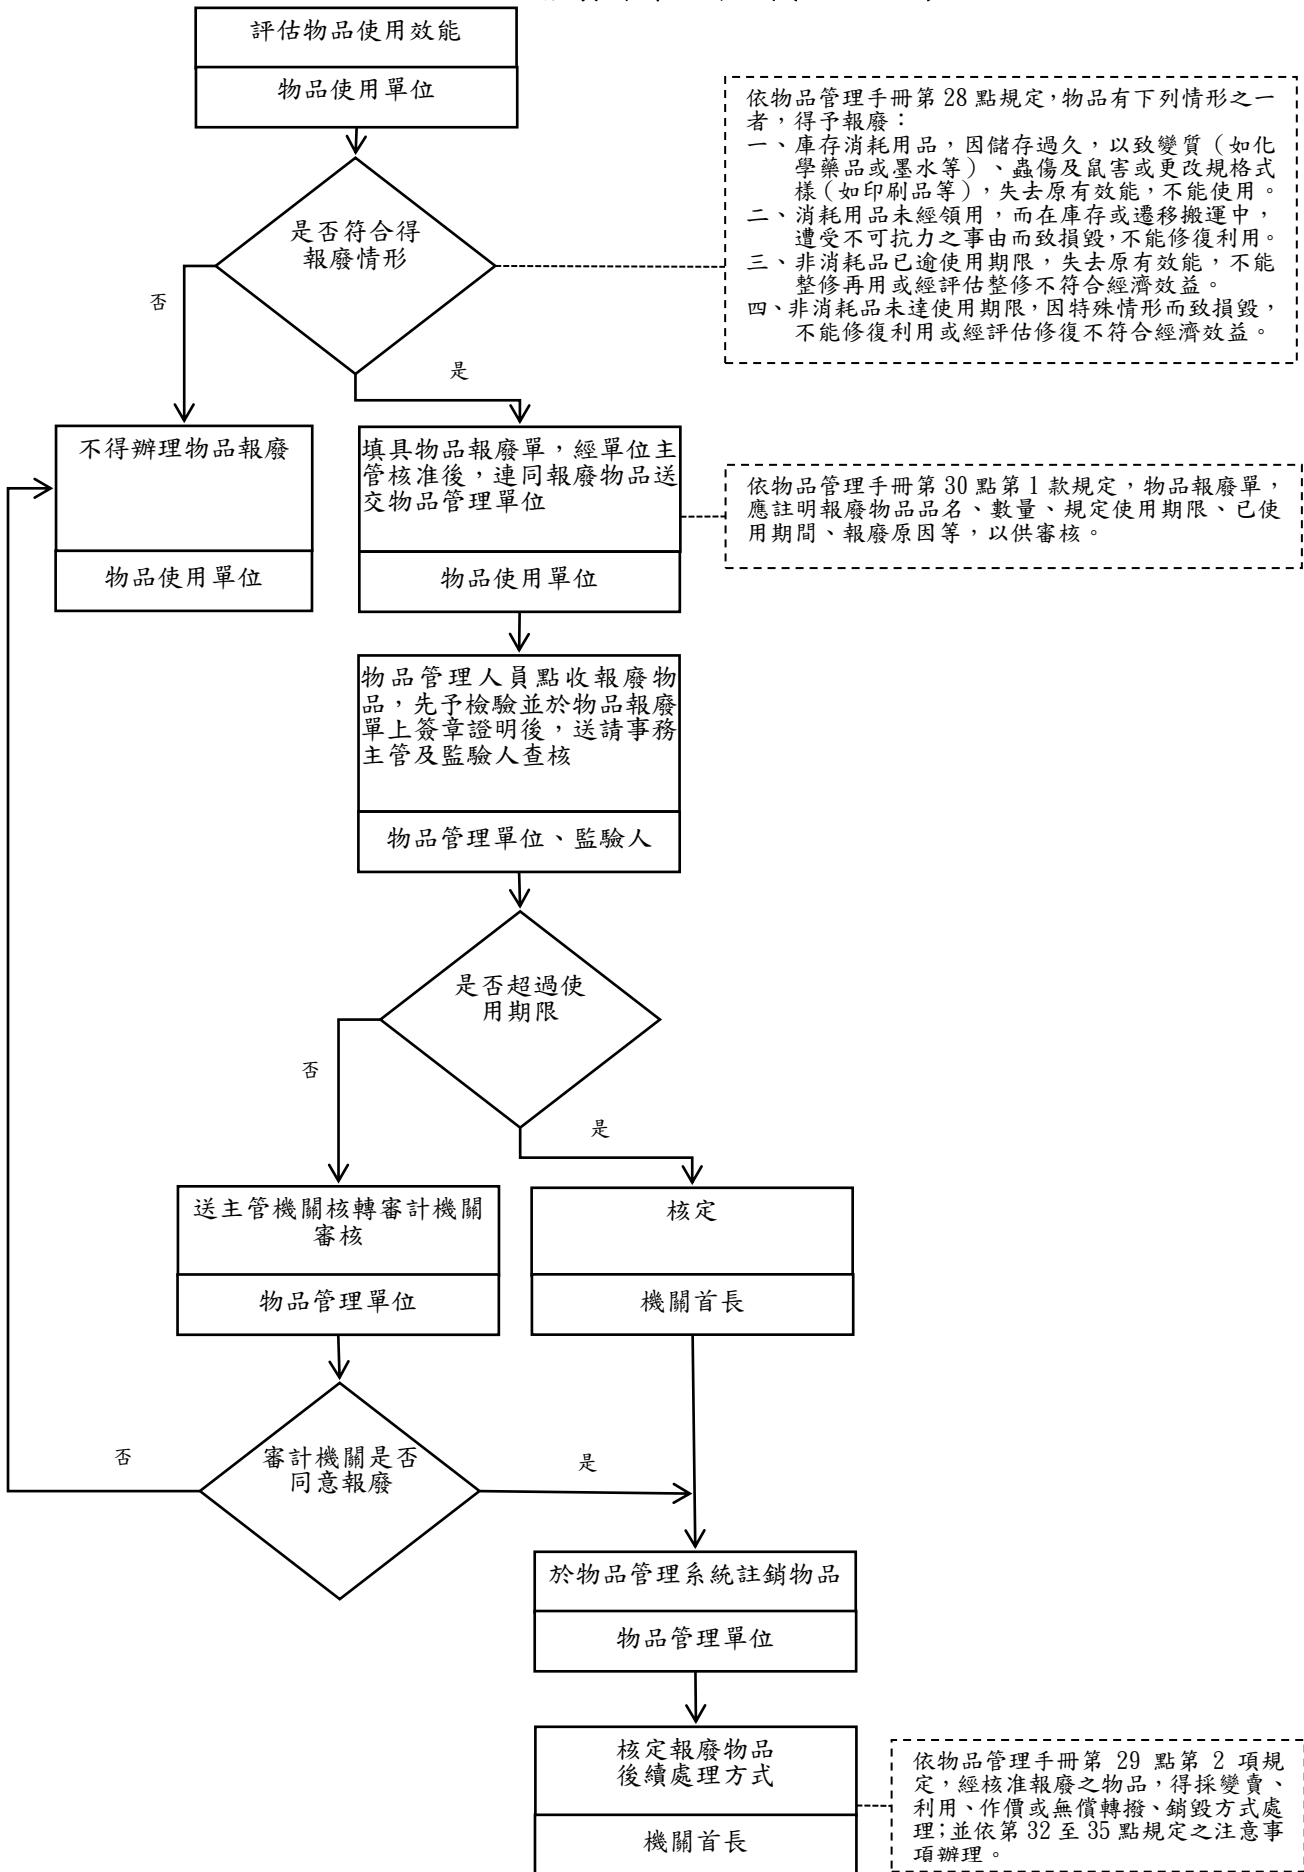 評估物品使用效能
物品使用單位
依物品管理手冊第 28 點規定，物品有下列情形之一
者，得予報廢：
一、庫存消耗用品，因儲存過久，以致變質（如化
學藥品或墨水等）、蟲傷及鼠害或更改規格式
樣（如印刷品等），失去原有效能，不能使用。
二、消耗用品未經領用，而在庫存或遷移搬運中，
遭受不可抗力之事由而致損毀，不能修復利用。
三、非消耗品已逾使用期限，失去原有效能，不能
整修再用或經評估整修不符合經濟效益。
四、非消耗品未達使用期限，因特殊情形而致損毀，
不能修復利用或經評估修復不符合經濟效益。
是否符合得
報廢情形
否
是
不得辦理物品報廢
物品使用單位
填具物品報廢單，經單位主
管核准後，連同報廢物品送
交物品管理單位
物品使用單位
依物品管理手冊第 30 點第 1 款規定，物品報廢單，
應註明報廢物品品名、數量、規定使用期限、已使
用期間、報廢原因等，以供審核。
物品管理人員點收報廢物
品，先予檢驗並於物品報廢
單上簽章證明後，送請事務
主管及監驗人查核
物品管理單位、監驗人
是否超過使
用期限
否
是
送主管機關核轉審計機關
審核
物品管理單位
核定
機關首長
審計機關是否
同意報廢
否
是
於物品管理系統註銷物品
物品管理單位
核定報廢物品
後續處理方式
機關首長
依物品管理手冊第 29 點第 2 項規
定，經核准報廢之物品，得採變賣、
利用、作價或無償轉撥、銷毀方式處
理；並依第 32 至 35 點規定之注意事
項辦理。